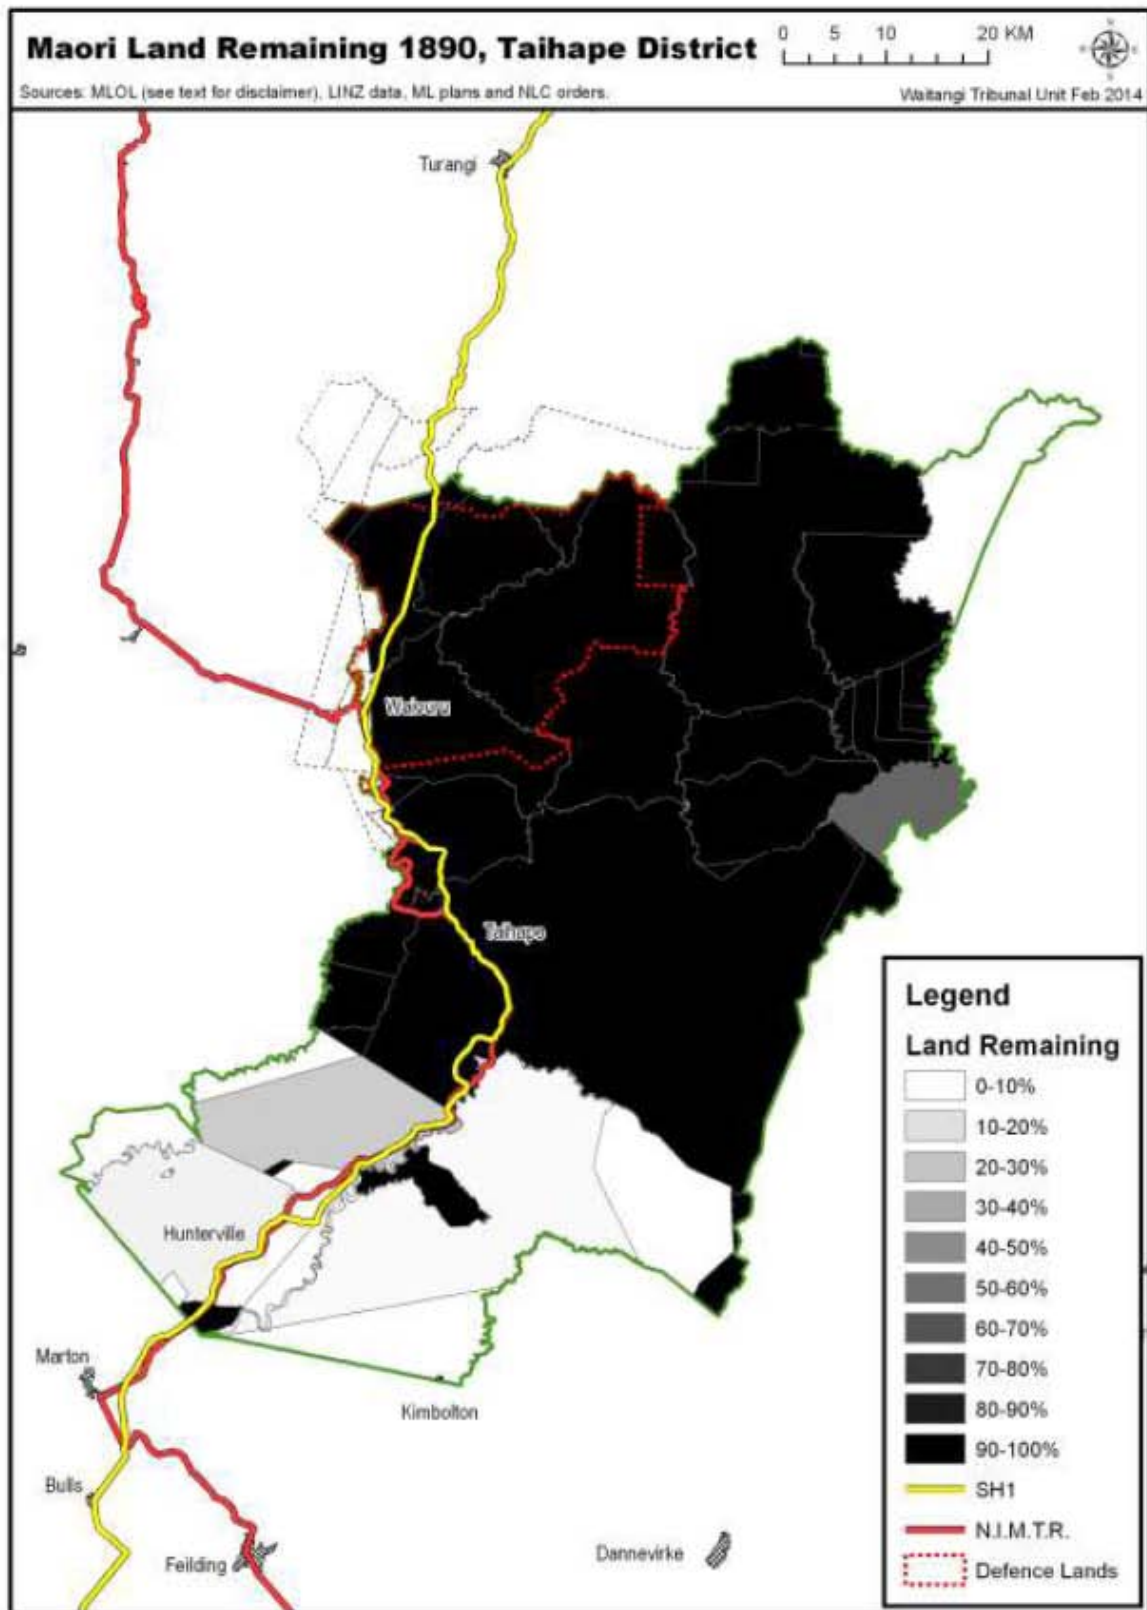 Maori Land Remaining 1890, Taihape District
0 5 10 20 KM
Sources: MLOL (see text for disclaimer), LINZ data, ML plans and NLC orders.
Waitangi Tribunal Unit Feb 2014
Turangi
Waiouru
Taihape
Hunterville
Marton
Kimbolton
Bulls
Feilding
Dannevirke
Legend
Land Remaining
0-10%
10-20%
20-30%
30-40%
40-50%
50-60%
60-70%
70-80%
80-90%
90-100%
SH1
N.I.M.T.R.
Defence Lands